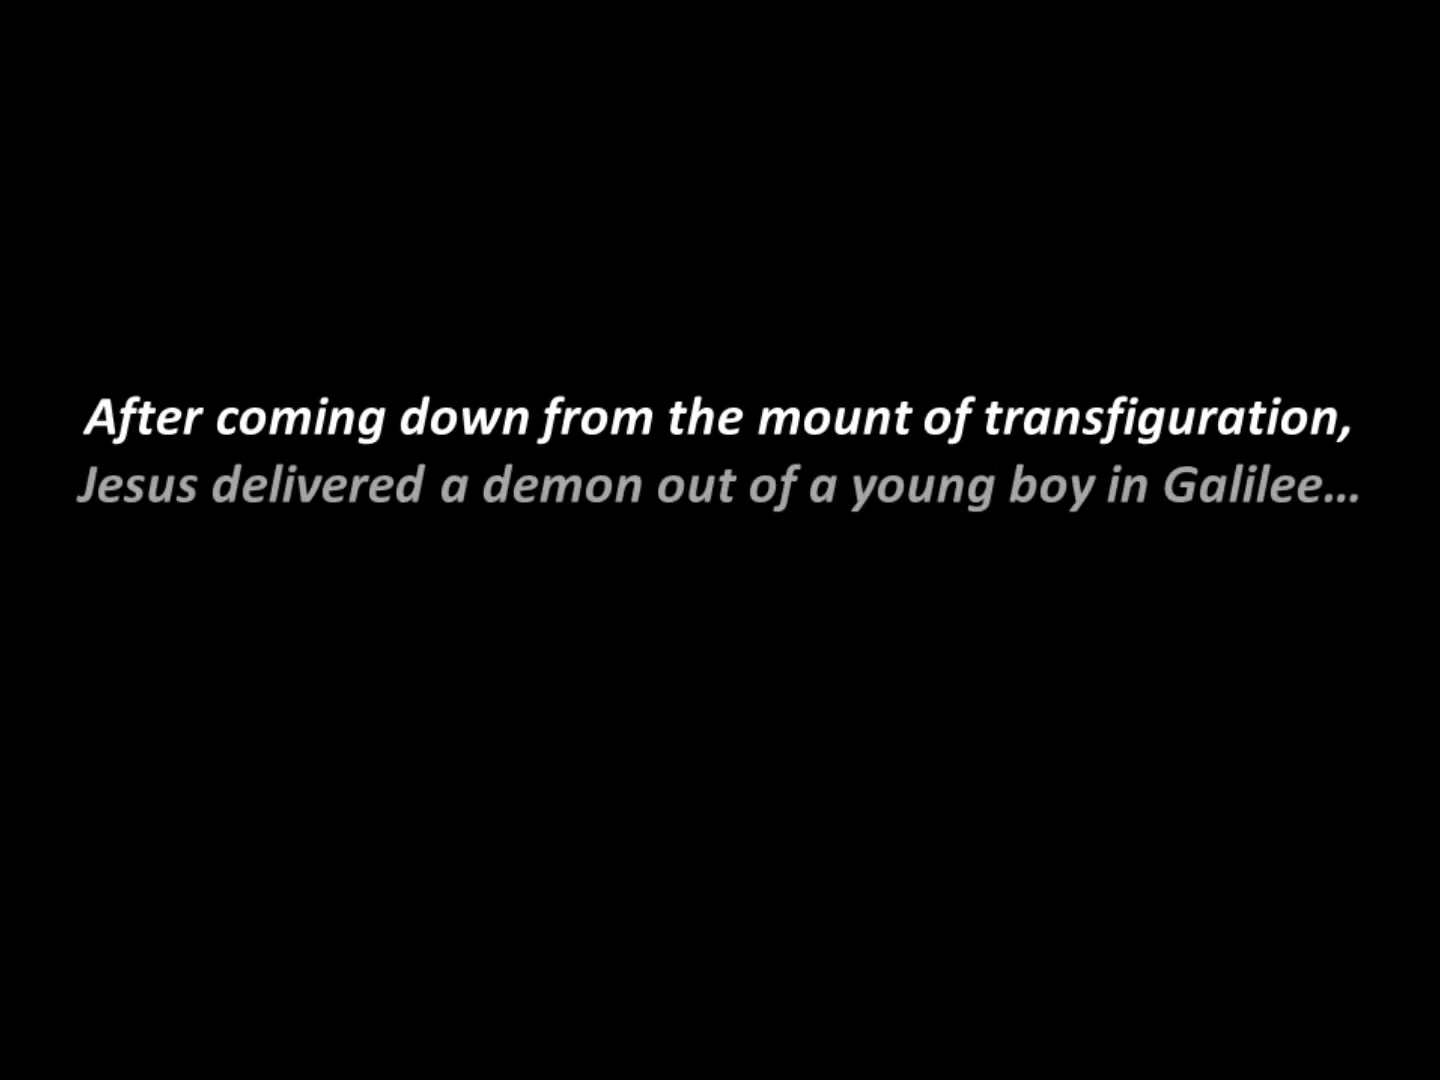 After coming down from the mount of transfiguration,
Jesus delivered a demon out of a young boy in Galilee…